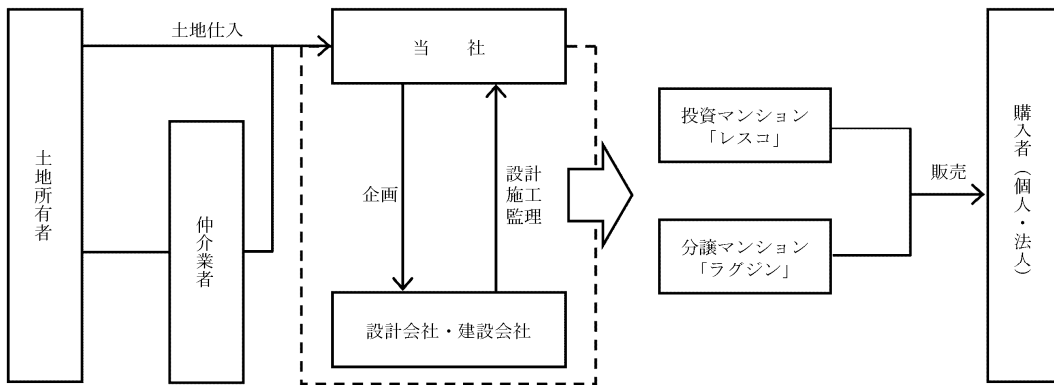 土地所有者
土地仕入
仲介業者
当　　社
企画
設計
施工
監理
設計会社・建設会社
投資マンション
「レスコ」
分譲マンション
「ラグジン」
販売
購入者（個人・法人）